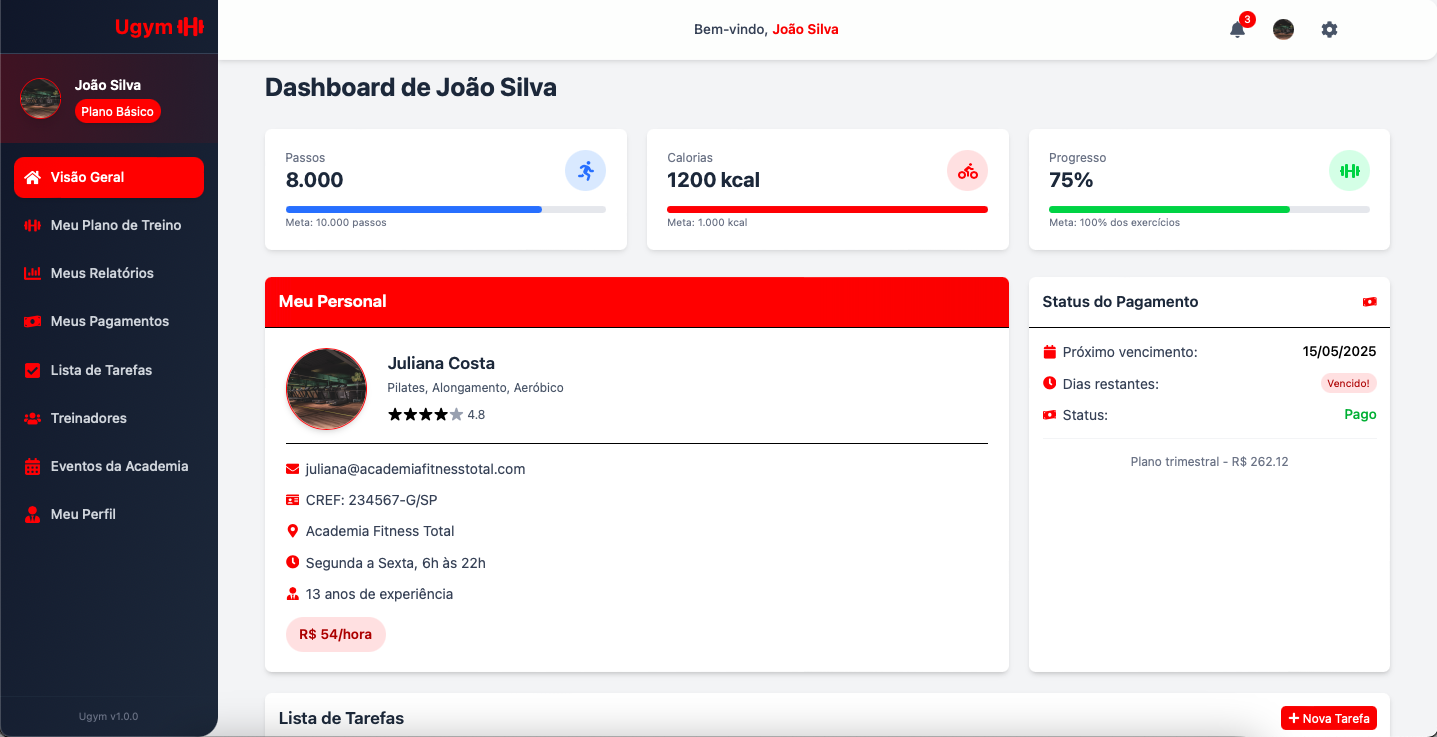 Ugym
Bem-vindo, João Silva
3
João Silva
Plano Básico
Visão Geral
Meu Plano de Treino
Meus Relatórios
Meus Pagamentos
Lista de Tarefas
Treinadores
Eventos da Academia
Meu Perfil
Ugym v1.0.0
Dashboard de João Silva
Passos
8.000
Meta: 10.000 passos
Calorias
1200 kcal
Meta: 1.000 kcal
Progresso
75%
Meta: 100% dos exercícios
Meu Personal
Juliana Costa
Pilates, Alongamento, Aeróbico
4.8
juliana@academiafitnesstotal.com
CREF: 234567-G/SP
Academia Fitness Total
Segunda a Sexta, 6h às 22h
13 anos de experiência
R$ 54/hora
Status do Pagamento
Próximo vencimento: 15/05/2025
Dias restantes: Vencido!
Status: Pago
Plano trimestral - R$ 262.12
Lista de Tarefas
Nova Tarefa